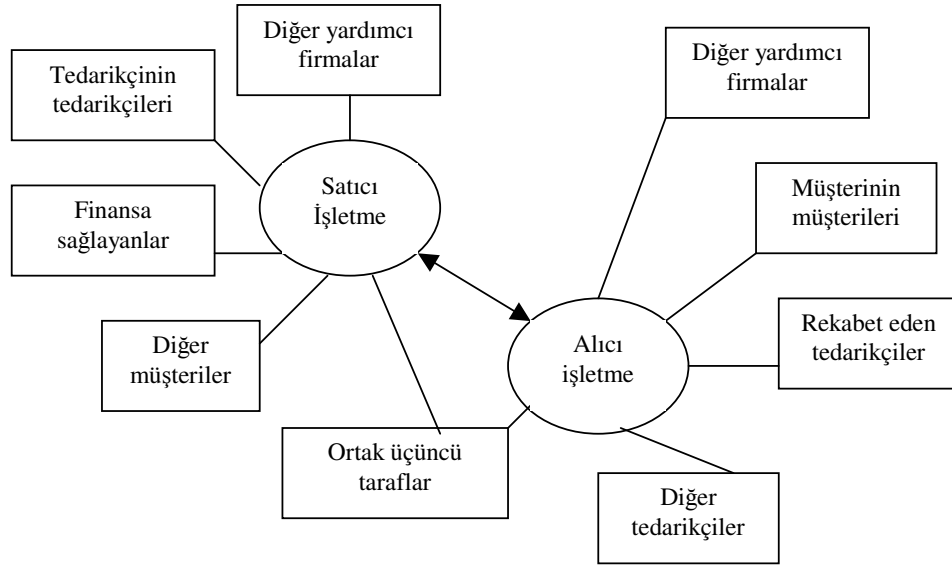 Diğer yardımcı
firmalar
Diğer yardımcı
firmalar
Tedarikçinin
tedarikçileri
Satıcı
İşletme
Müşterinin
müşterileri
Finansa
sağlayanlar
Rekabet eden
tedarikçiler
Diğer
müşteriler
Alıcı
işletme
Ortak üçüncü
taraflar
Diğer
tedarikçiler